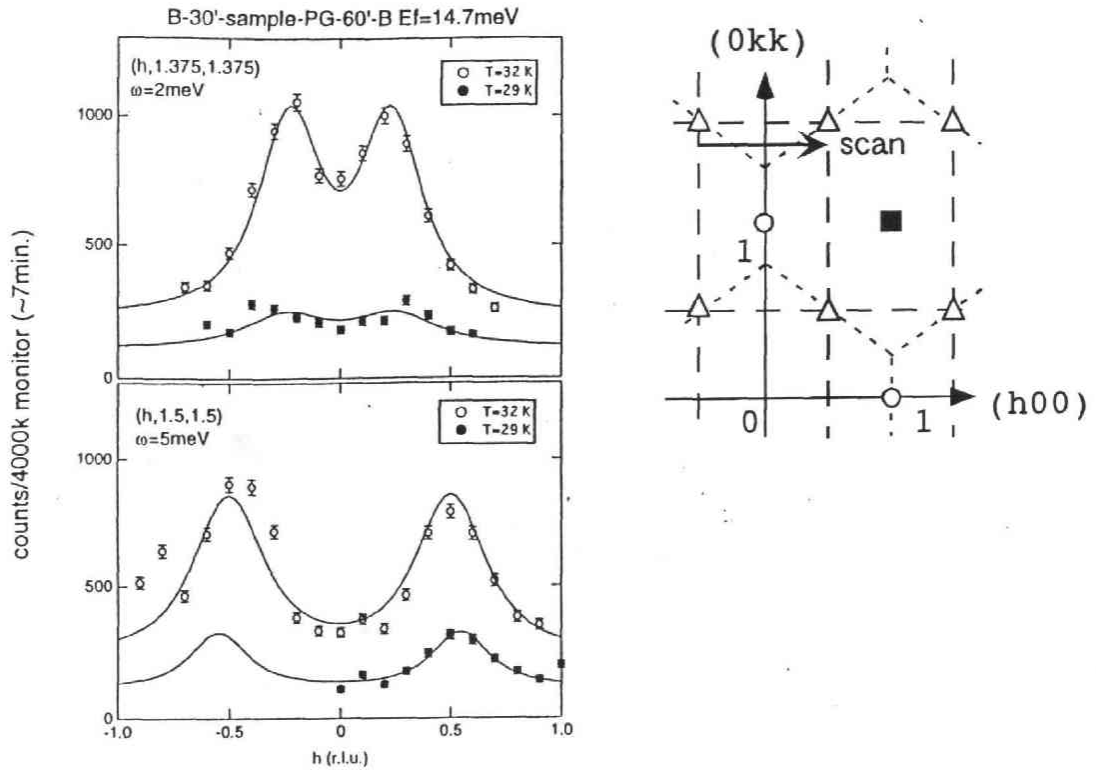 B-30'-sample-PG-60'-B Ef=14.7meV
(h,1.375,1.375)
ω=2meV
T=32 K
T=29 K
1000
500
0
(h,1.5,1.5)
ω=5meV
T=32 K
T=29 K
1000
500
0
-1.0 -0.5 0 0.5 1.0
h (r.l.u.)
counts/4000k monitor (~7min.)
(0kk)
scan
1
0
1
(h00)